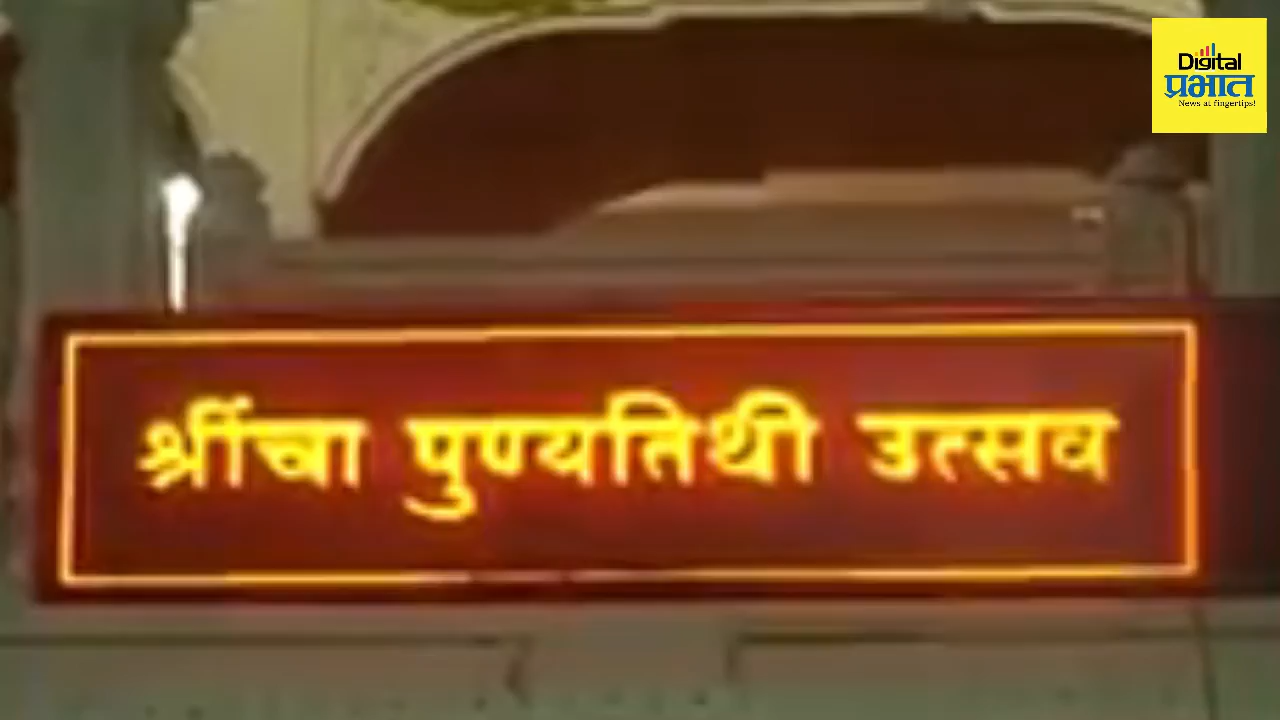 Digital
प्रभात
News at fingertips!
श्रींचा पुण्यतिथी उत्सव